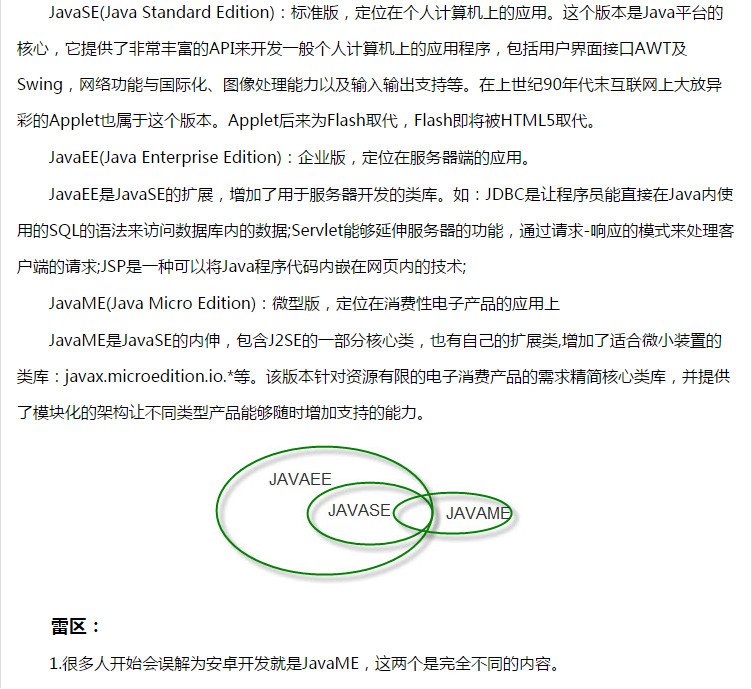 JavaSE(Java Standard Edition)：标准版，定位在个人计算机上的应用。这个版本是Java平台的
核心，它提供了非常丰富的API来开发一般个人计算机上的应用程序，包括用户界面接口AWT及
Swing，网络功能与国际化、图像处理能力以及输入输出支持等。在上世纪90年代末互联网上大放异
彩的Applet也属于这个版本。Applet后来为Flash取代，Flash即将被HTML5取代。
JavaEE(Java Enterprise Edition)：企业版，定位在服务器端的应用。
JavaEE是JavaSE的扩展，增加了用于服务器开发的类库。如：JDBC是让程序员能直接在Java内使
用的SQL的语法来访问数据库内的数据;Servlet能够延伸服务器的功能，通过请求-响应的模式来处理客
户端的请求;JSP是一种可以将Java程序代码内嵌在网页内的技术;
JavaME(Java Micro Edition)：微型版，定位在消费性电子产品的应用上
JavaME是JavaSE的内伸，包含J2SE的一部分核心类，也有自己的扩展类,增加了适合微小装置的
类库：javax.microedition.io.*等。该版本针对资源有限的电子消费产品的需求精简核心类库，并提供
了模块化的架构让不同类型产品能够随时增加支持的能力。
JAVAEE
JAVASE
JAVAME
雷区：
1.很多人开始会误解为安卓开发就是JavaME，这两个是完全不同的内容。